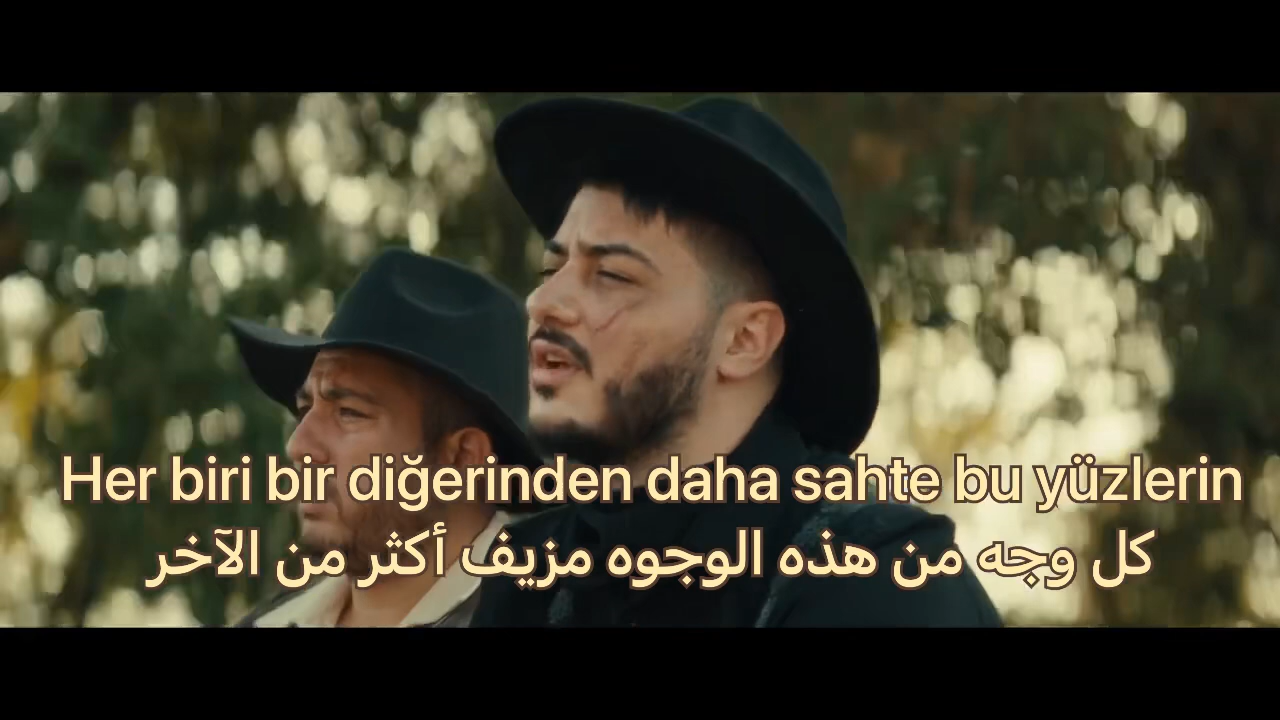 Her biri bir diğerinden daha sahte bu yüzlerin
كل وجه من هذه الوجوه مزيف أكثر من الآخر